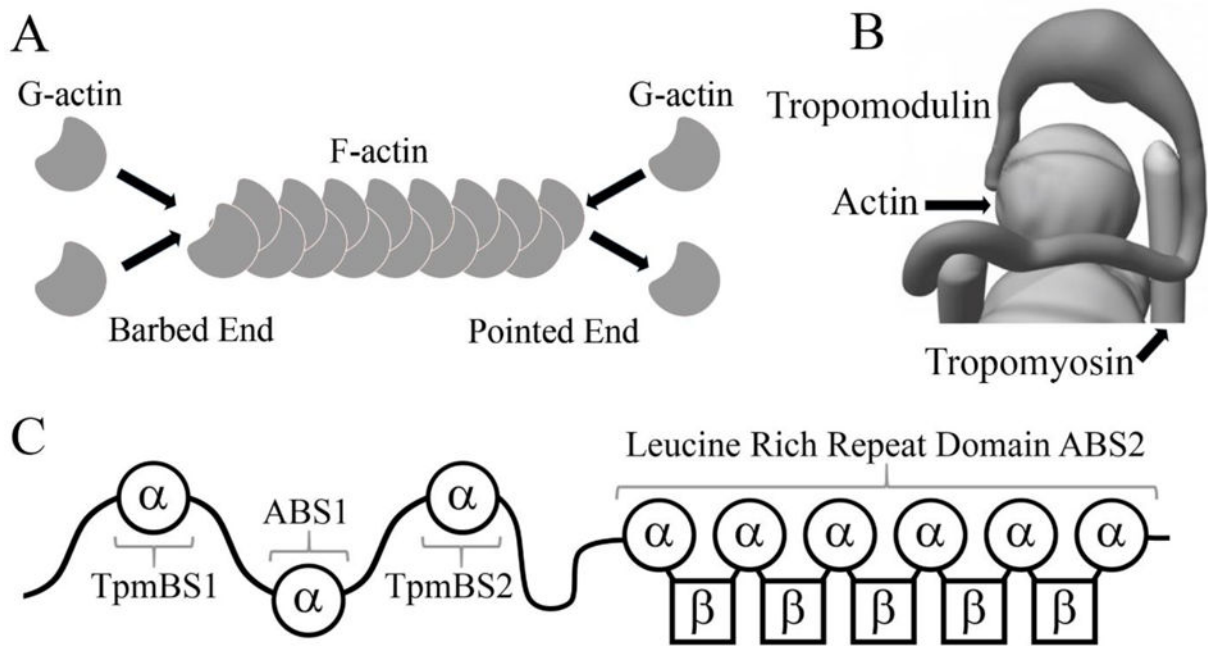 A
B
G-actin
G-actin
F-actin
Tropomodulin
Actin
Barbed End
Pointed End
Tropomyosin
C
Leucine Rich Repeat Domain ABS2
α
ABS1
α
α
α
α
α
α
α
TpmBS1
α
TpmBS2
β
β
β
β
β